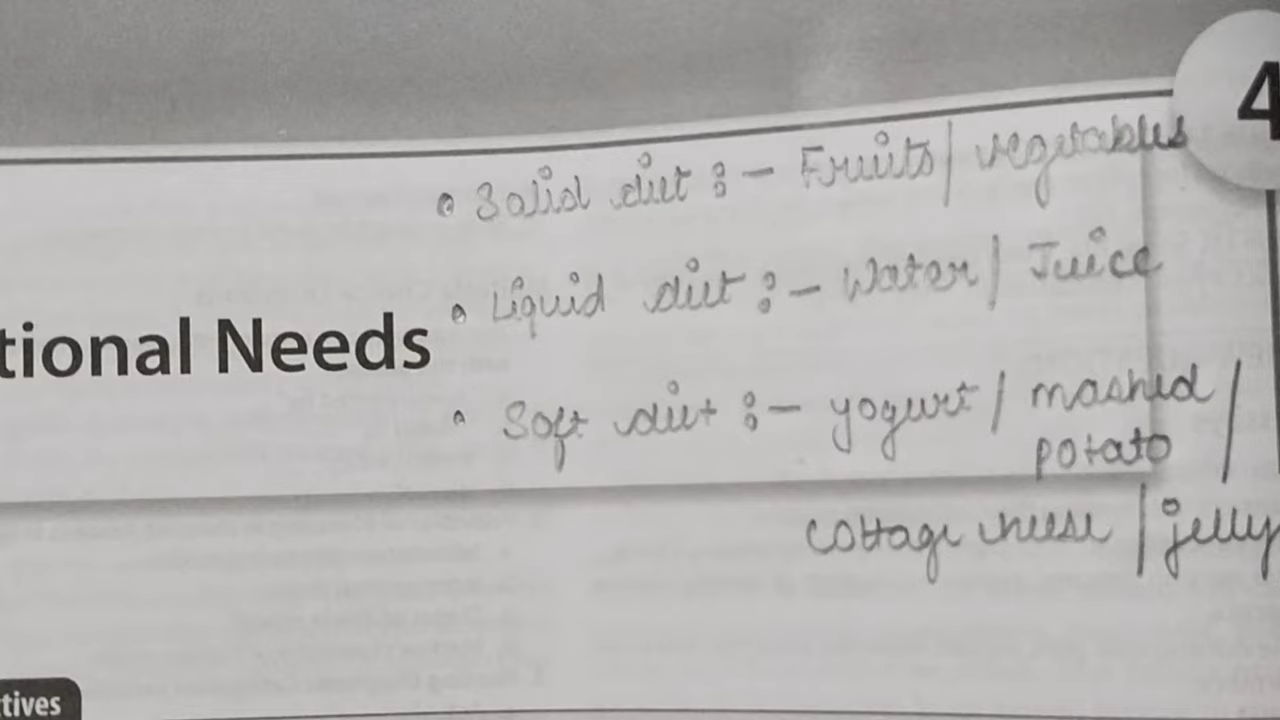 4
• Solid diet :- Fruits/ vegetables
• Liquid diet :- Water/ Juice
tional Needs
• Soft diet :- yogurt / mashed /
potato
cottage cheese / jelly
tives